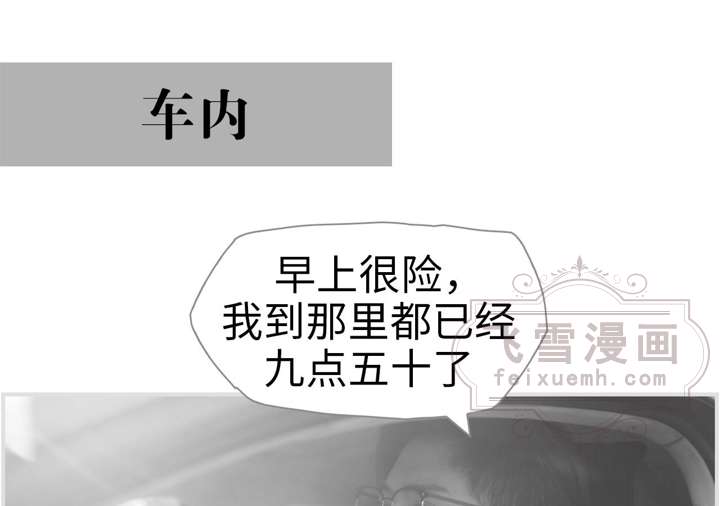 车内
早上很险，
我到那里都已经
九点五十了
飞雪漫画
feixuemh.com